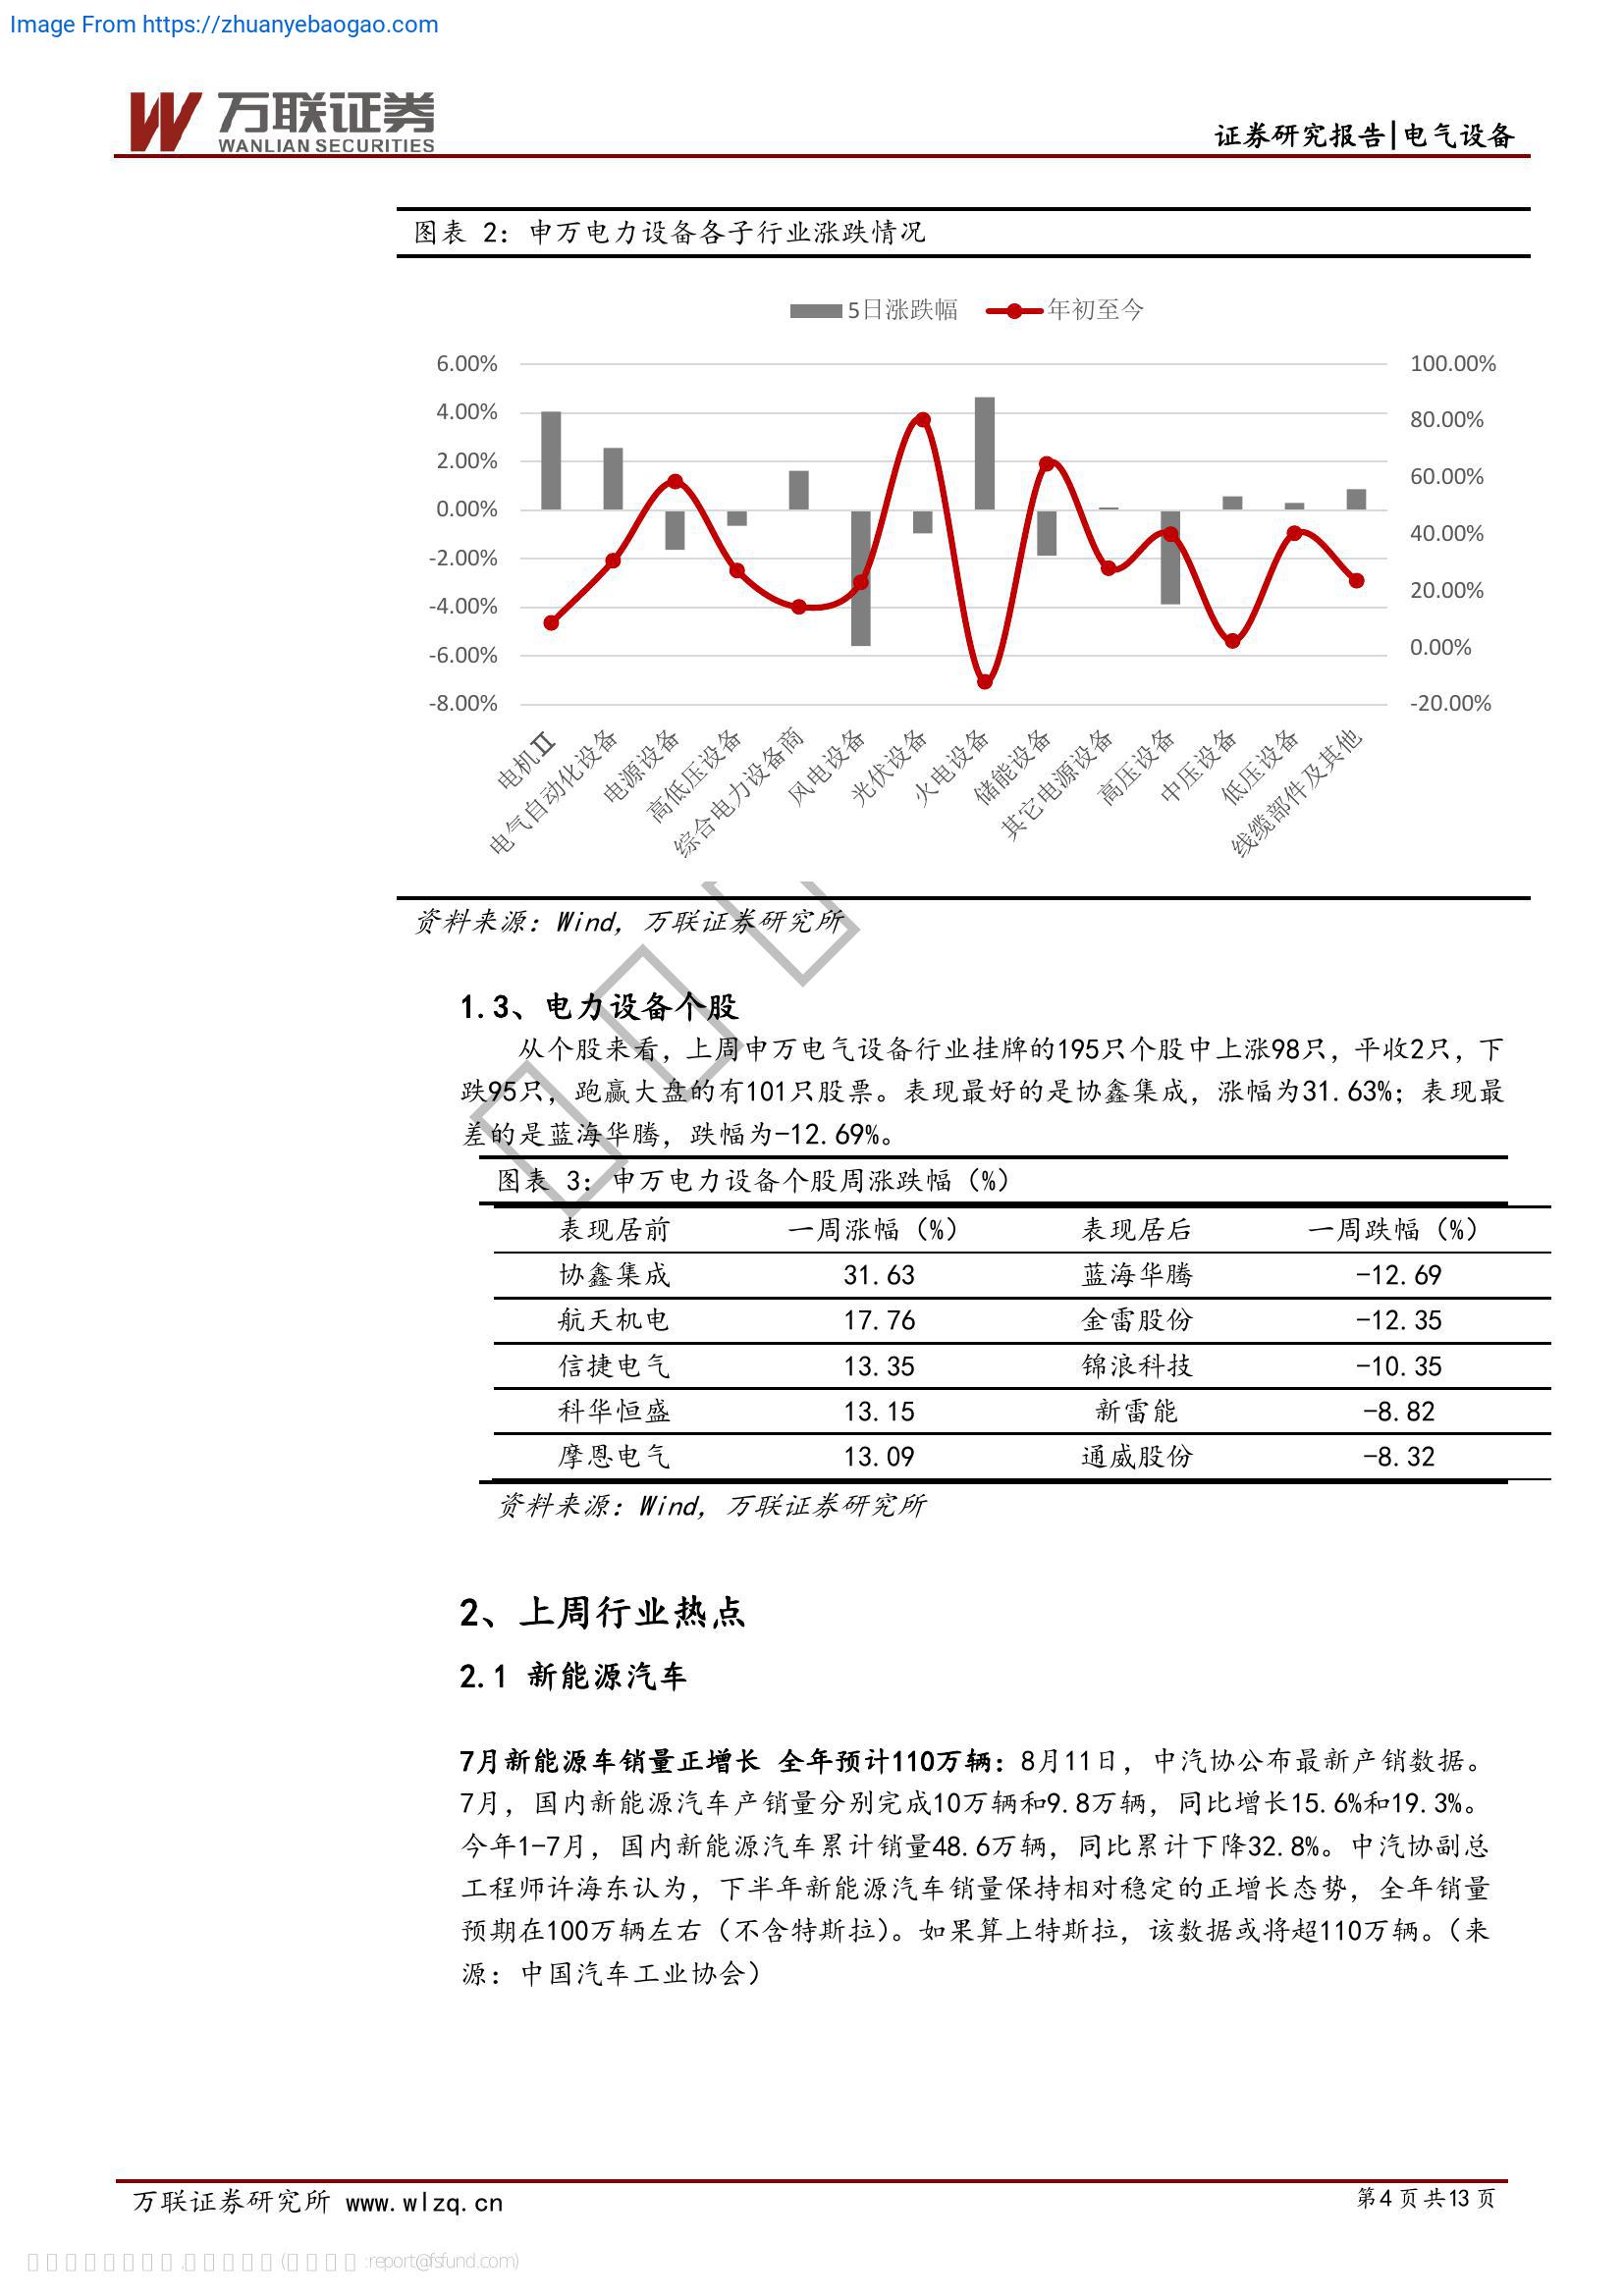 Image From https://zhuanyebaogao.com
万联证券
WANLIAN SECURITIES
证券研究报告|电气设备
图表 2：申万电力设备各子行业涨跌情况
5日涨跌幅 年初至今
6.00% 100.00%
4.00% 80.00%
2.00% 60.00%
0.00% 40.00%
-2.00% 20.00%
-4.00% 0.00%
-6.00% -20.00%
-8.00%
电机Ⅱ
电气自动化设备
电源设备
高低压设备
综合电力设备商
风电设备
光伏设备
火电设备
储能设备
其它电源设备
高压设备
中压设备
低压设备
线缆部件及其他
资料来源：Wind，万联证券研究所
1.3、电力设备个股
从个股来看，上周申万电气设备行业挂牌的195只个股中上涨98只，平收2只，下
跌95只，跑赢大盘的有101只股票。表现最好的是协鑫集成，涨幅为31.63%；表现最
差的是蓝海华腾，跌幅为-12.69%。
图表 3：申万电力设备个股周涨跌幅（%）
表现居前 一周涨幅（%） 表现居后 一周跌幅（%）
协鑫集成 31.63 蓝海华腾 -12.69
航天机电 17.76 金雷股份 -12.35
信捷电气 13.35 锦浪科技 -10.35
科华恒盛 13.15 新雷能 -8.82
摩恩电气 13.09 通威股份 -8.32
资料来源：Wind，万联证券研究所
2、上周行业热点
2.1 新能源汽车
7月新能源车销量正增长 全年预计110万辆：8月11日，中汽协公布最新产销数据。
7月，国内新能源汽车产销量分别完成10万辆和9.8万辆，同比增长15.6%和19.3%。
今年1-7月，国内新能源汽车累计销量48.6万辆，同比累计下降32.8%。中汽协副总
工程师许海东认为，下半年新能源汽车销量保持相对稳定的正增长态势，全年销量
预期在100万辆左右（不含特斯拉）。如果算上特斯拉，该数据或将超110万辆。（来
源：中国汽车工业协会）
万联证券研究所 www.wlzq.cn
第4页共13页
:report@fsfund.com)